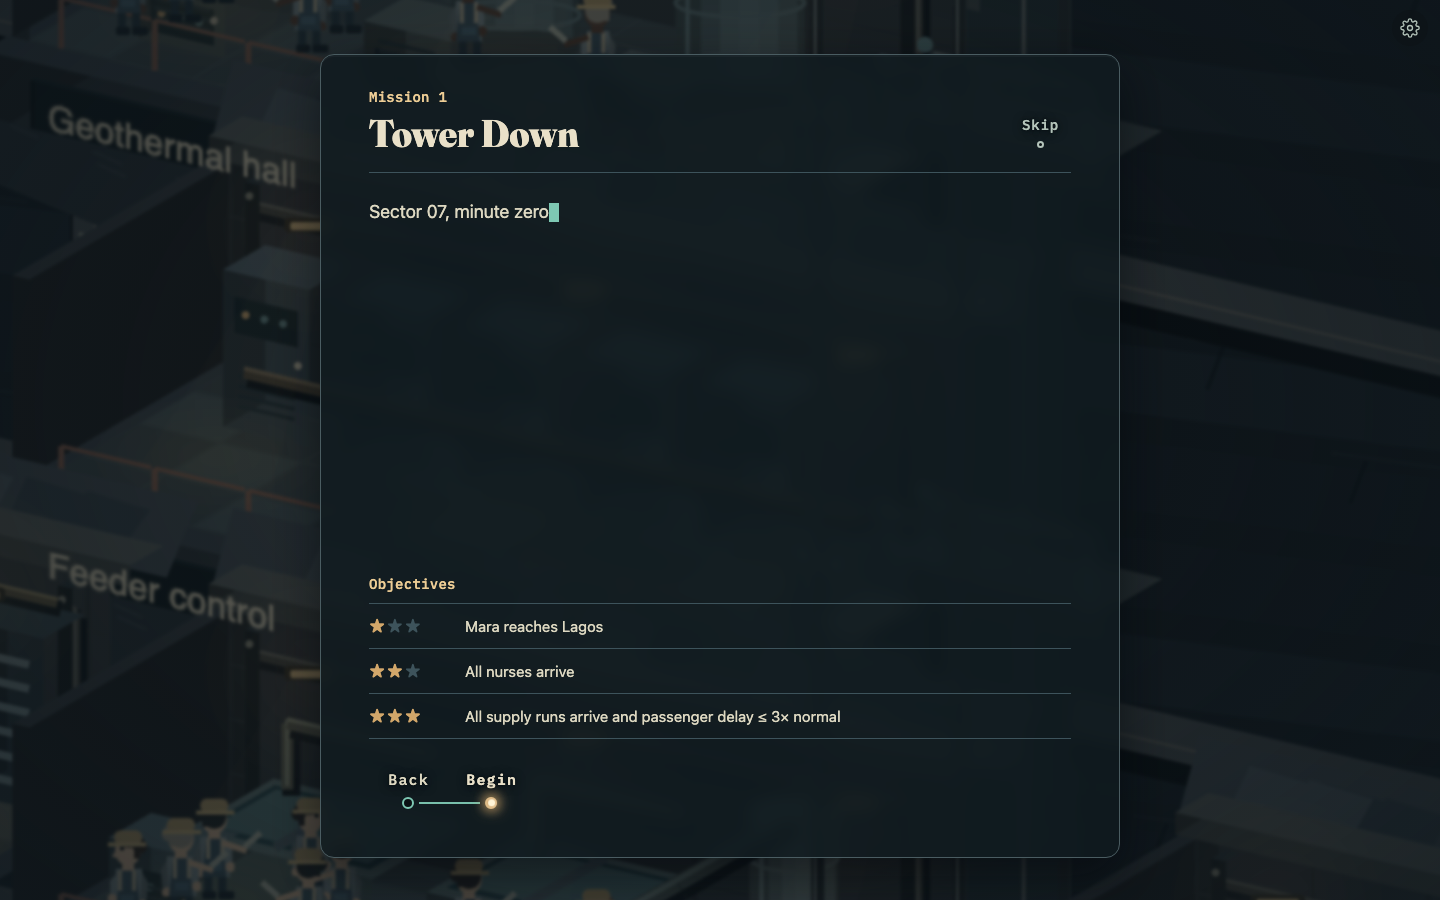 Geothermal hall
Feeder control
Mission 1
Tower Down
Skip
Sector 07, minute zero
Objectives
Mara reaches Lagos
All nurses arrive
All supply runs arrive and passenger delay ≤ 3× normal
Back
Begin